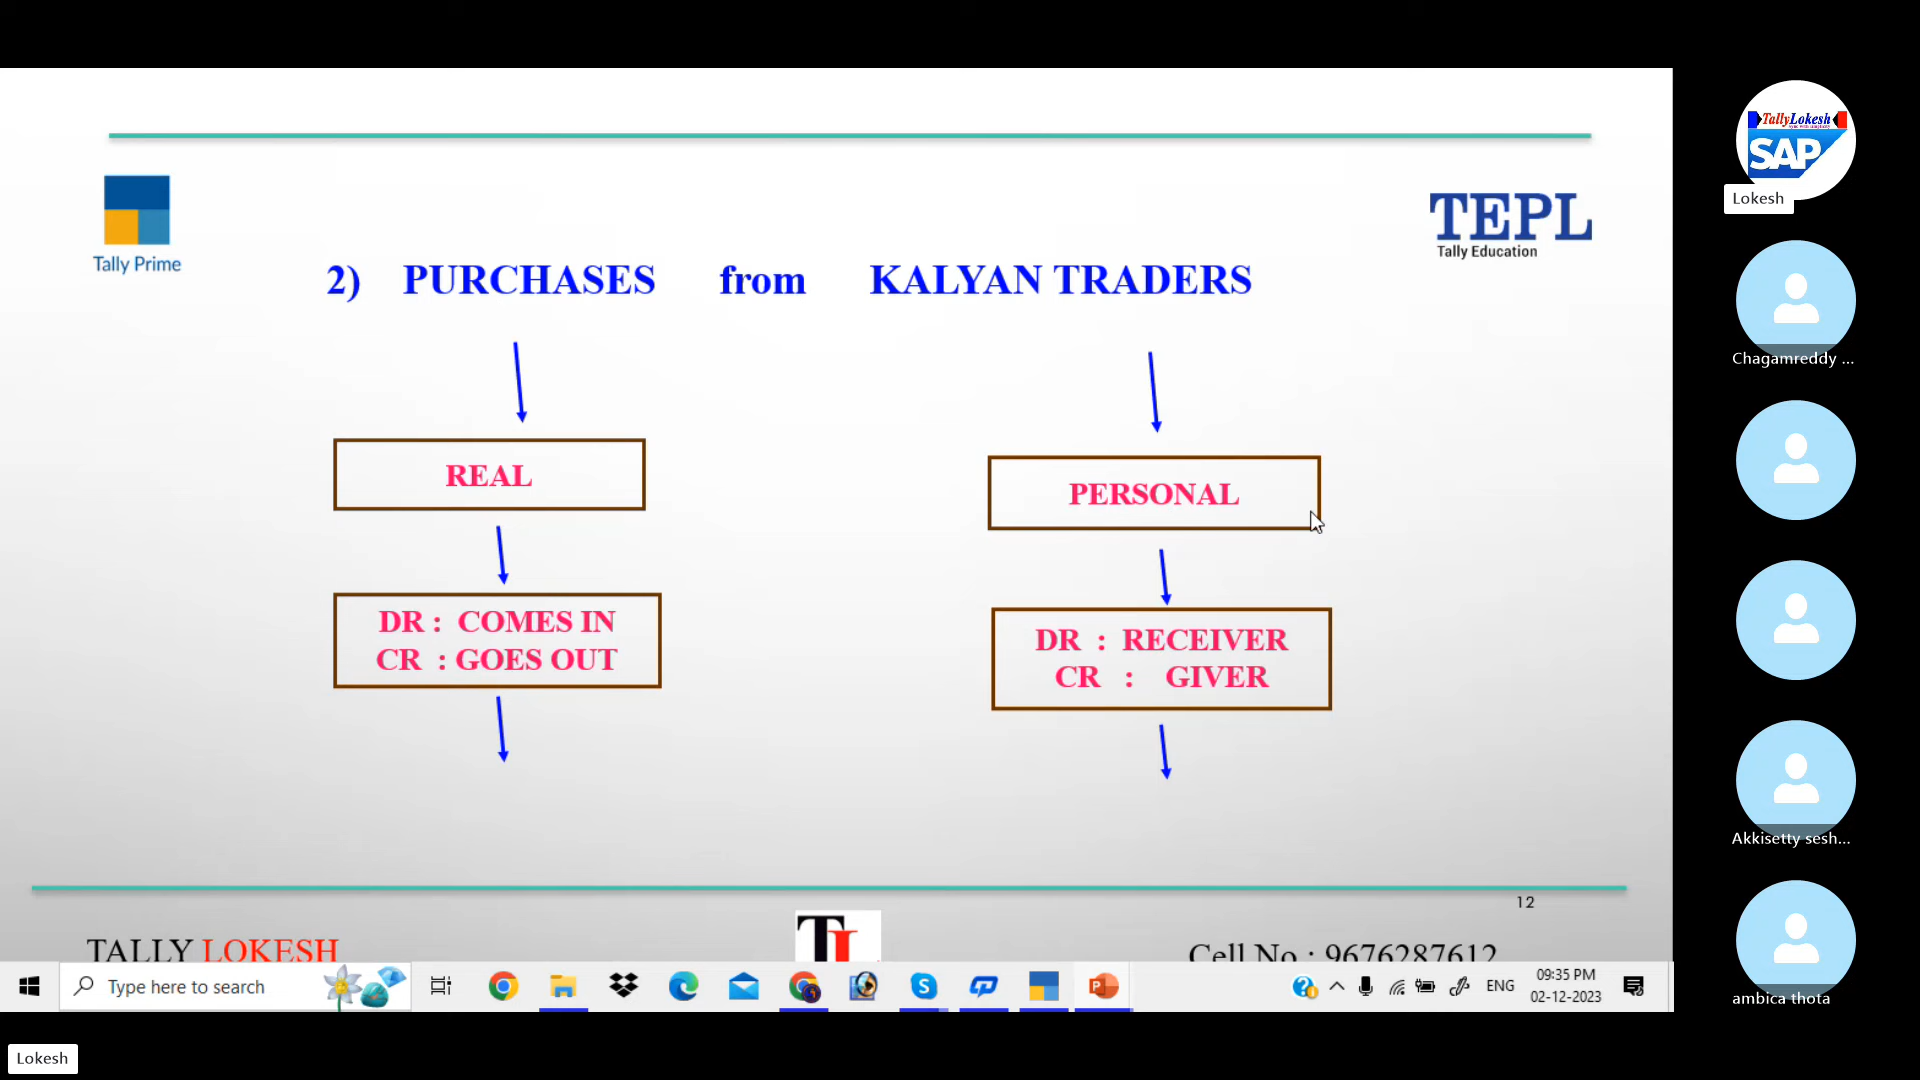 TallyLokesh
SAP
Lokesh
Tally Prime
TEPL
Tally Education
2) PURCHASES from KALYAN TRADERS
REAL
PERSONAL
DR : COMES IN
CR : GOES OUT
DR : RECEIVER
CR : GIVER
Chagamreddy ...
Akkisetty sesh...
ambica thota
12
TALLY LOKESH
Cell No : 9676287612
Type here to search
ENG
09:35 PM
02-12-2023
Lokesh